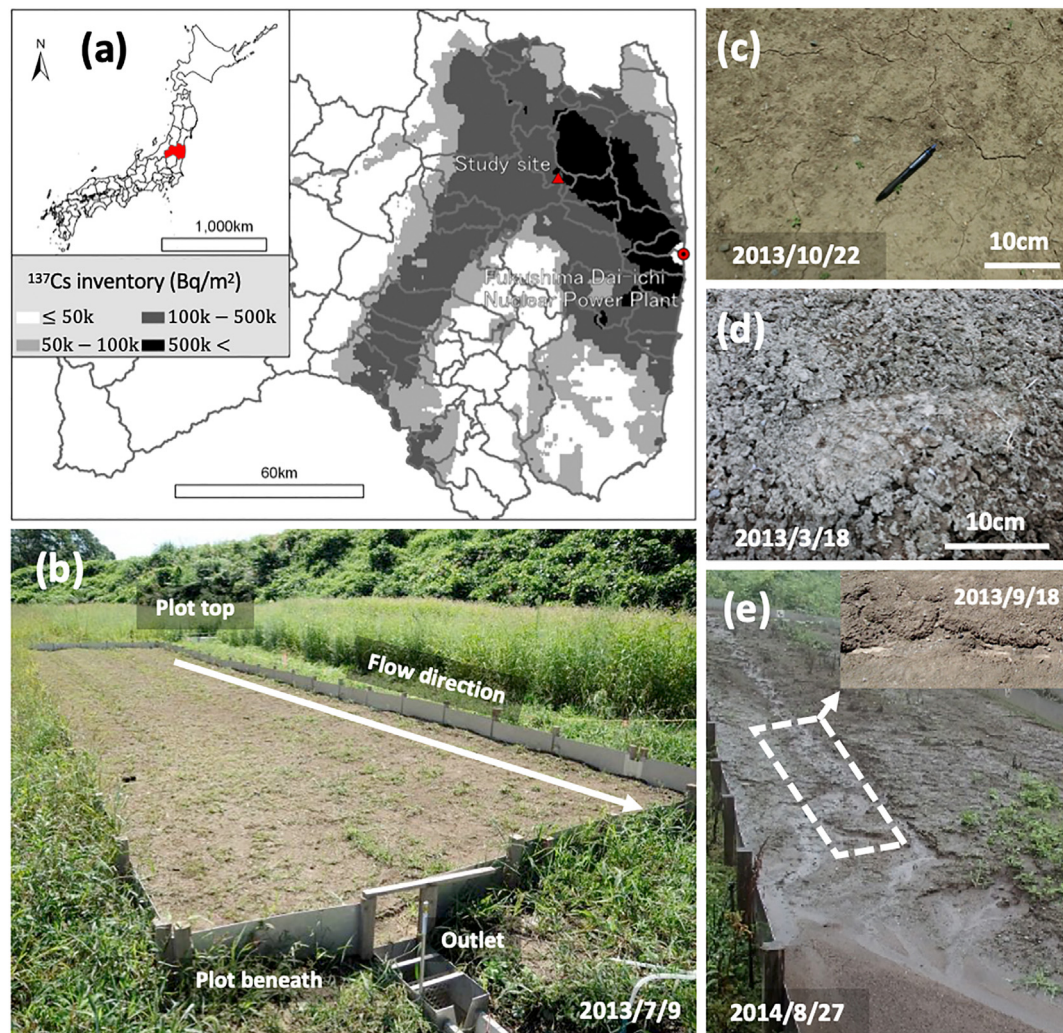 (a)
N
1,000km
¹³⁷Cs inventory (Bq/m²)
≤ 50k
100k − 500k
50k − 100k
500k <
Study site
Fukushima Dai-ichi
Nuclear Power Plant
60km
(b)
Plot top
Flow direction
Outlet
Plot beneath
2013/7/9
(c)
2013/10/22
10cm
(d)
2013/3/18
10cm
(e)
2013/9/18
2014/8/27